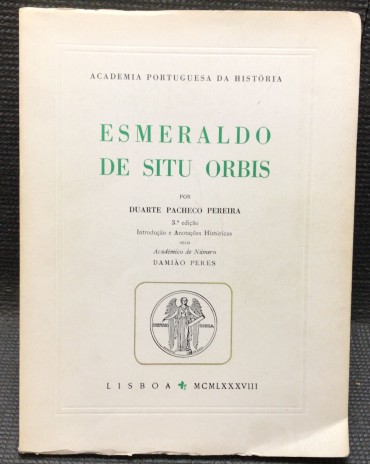 ACADEMIA PORTUGUESA DA HISTÓRIA
ESMERALDO
DE SITU ORBIS
POR
DUARTE PACHECO PEREIRA
3.ª edição
Introdução e Anotações Históricas
pelo
Académico de Número
DAMIÃO PERES
LISBOA MCMLXXXVIII